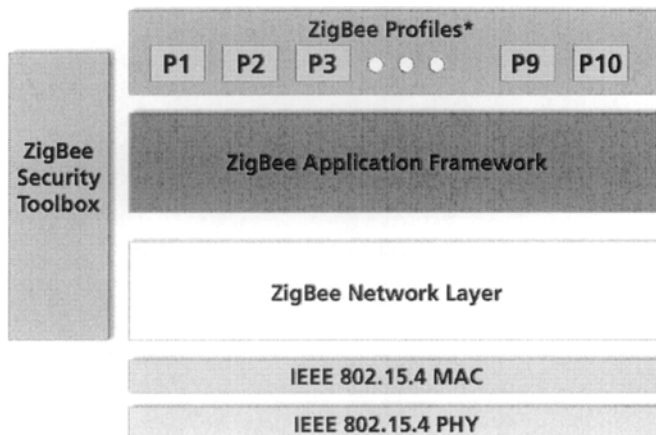 ZigBee Profiles*
P1 P2 P3 P9 P10
ZigBee
Security
Toolbox
ZigBee Application Framework
ZigBee Network Layer
IEEE 802.15.4 MAC
IEEE 802.15.4 PHY